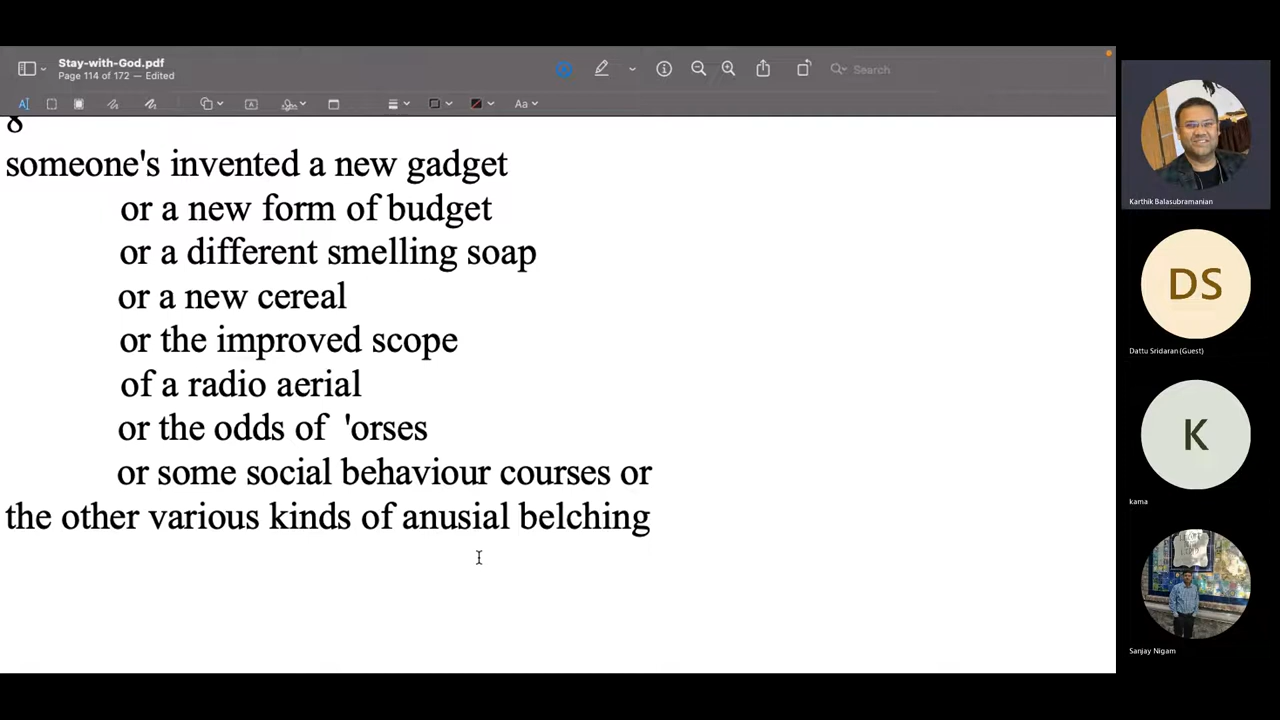 Stay-with-God.pdf
Page 114 of 172 — Edited
Search
8
someone's invented a new gadget
or a new form of budget
or a different smelling soap
or a new cereal
or the improved scope
of a radio aerial
or the odds of 'orses
or some social behaviour courses or
the other various kinds of anusial belching
Karthik Balasubramanian
DS
Dattu Sridaran (Guest)
K
kama
Sanjay Nigam